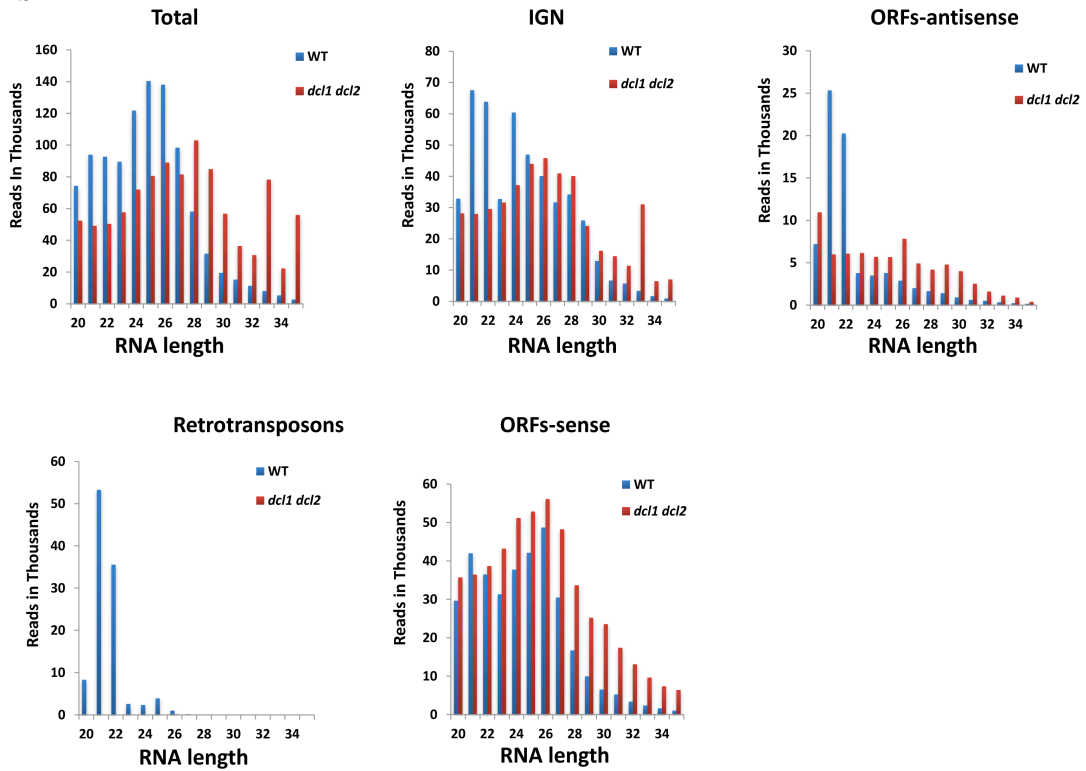 Total
IGN
ORFs-antisense
160
140
120
100
80
60
40
20
0
Reads In Thousands
WT
dcl1 dcl2
20 22 24 26 28 30 32 34
RNA length
80
70
60
50
40
30
20
10
0
Reads in Thousands
WT
dcl1 dcl2
20 22 24 26 28 30 32 34
RNA length
30
25
20
15
10
5
0
Reads in Thousands
WT
dcl1 dcl2
20 22 24 26 28 30 32 34
RNA length
Retrotransposons
ORFs-sense
60
50
40
30
20
10
0
Reads in Thousands
WT
dcl1 dcl2
20 22 24 26 28 30 32 34
RNA length
60
50
40
30
20
10
0
Reads in Thousands
WT
dcl1 dcl2
20 22 24 26 28 30 32 34
RNA length